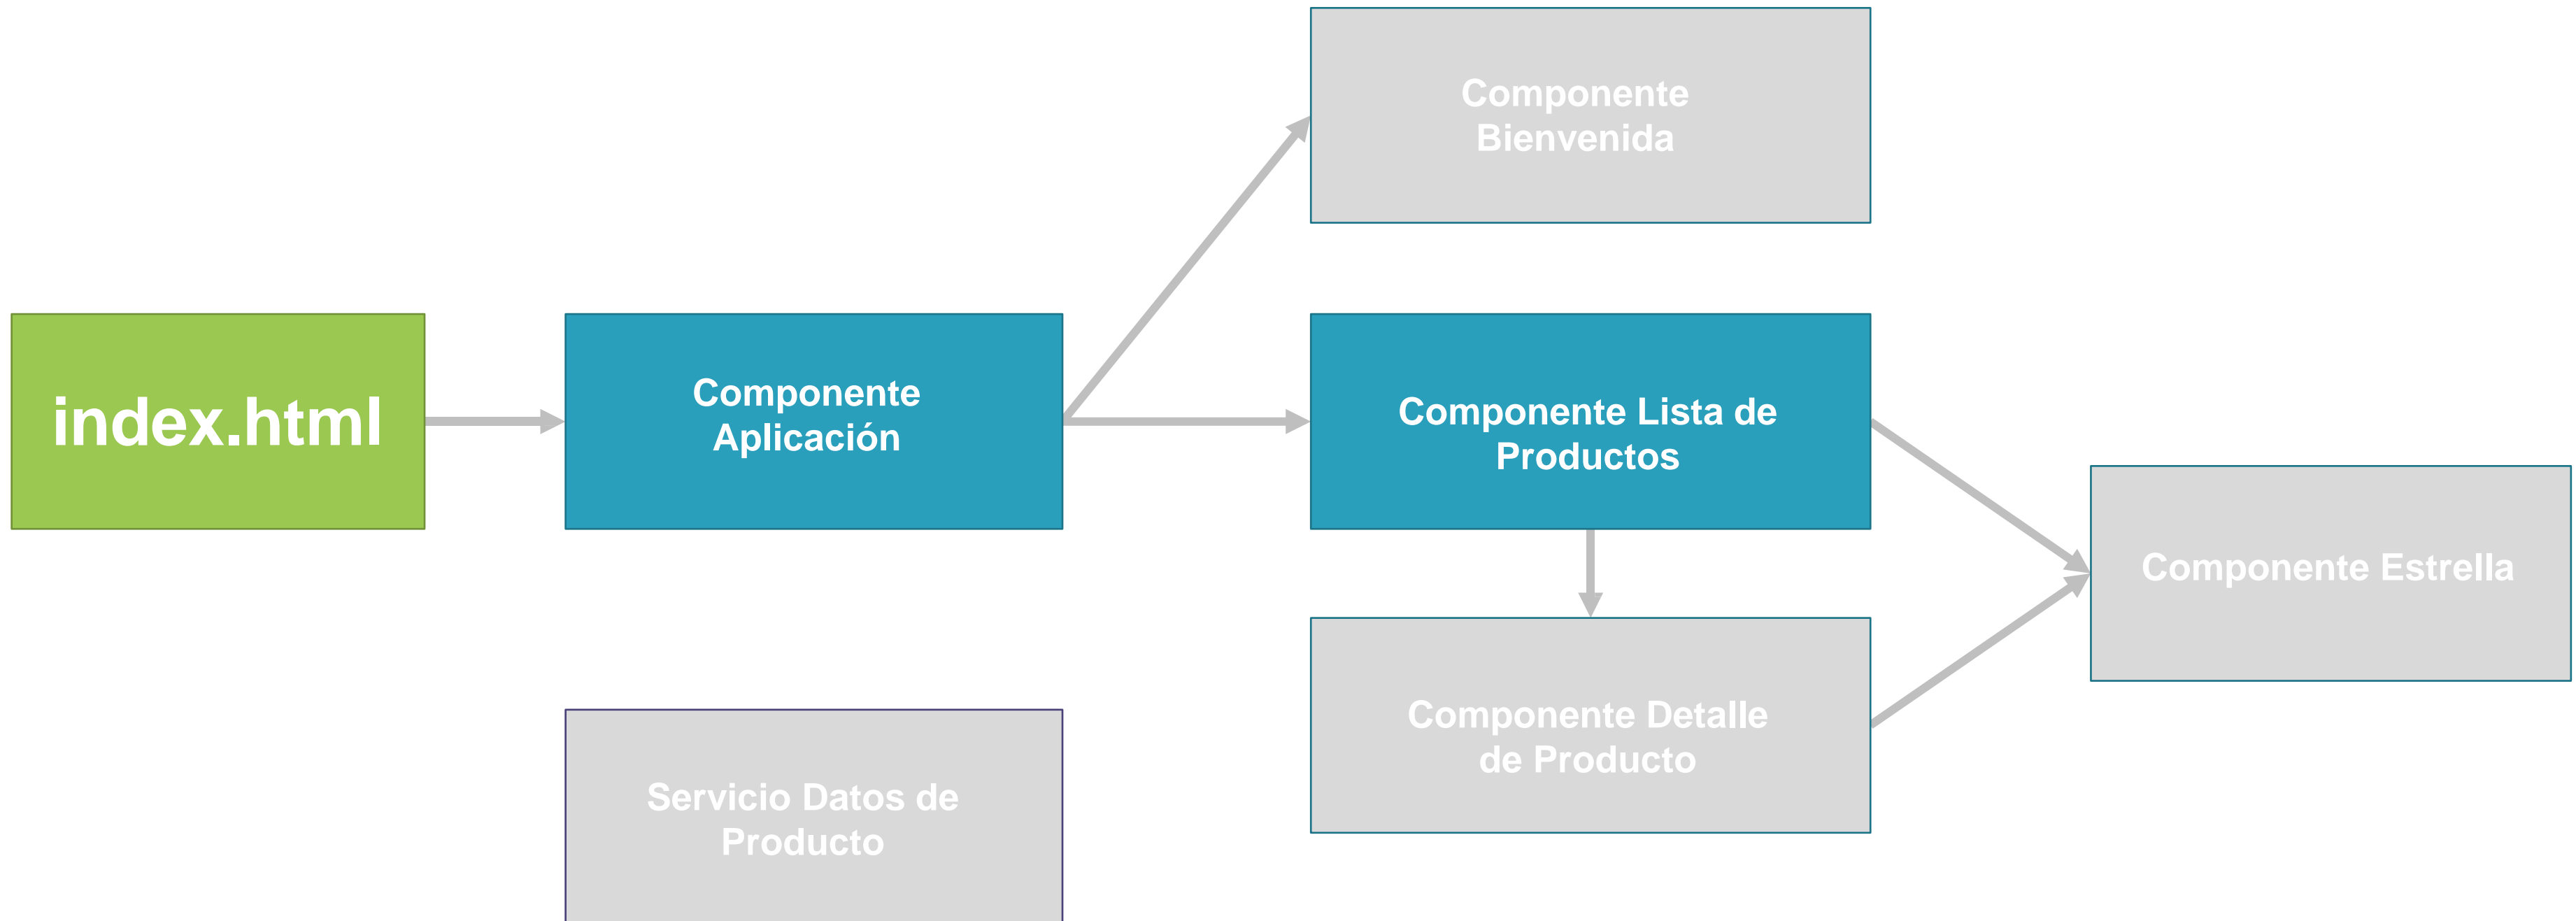 Componente
Bienvenida
index.html
Componente
Aplicación
Componente Lista de
Productos
Componente Estrella
Componente Detalle
de Producto
Servicio Datos de
Producto